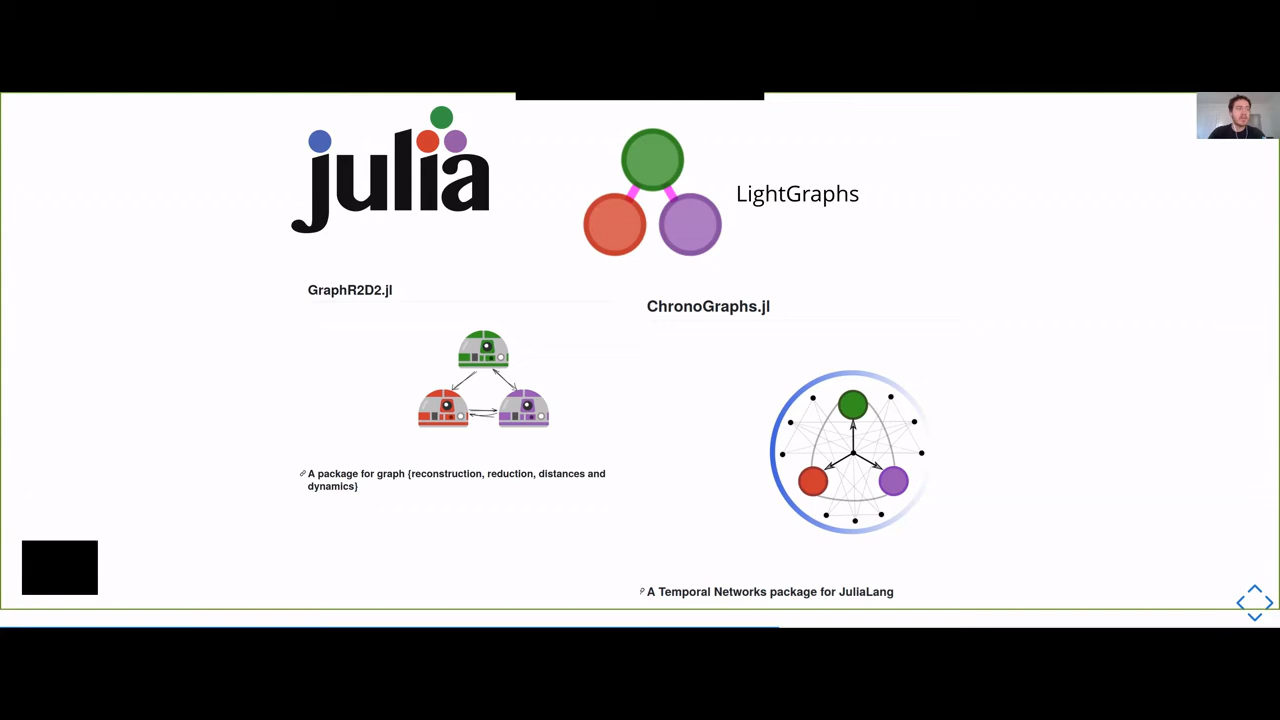 julia
LightGraphs
GraphR2D2.jl
ChronoGraphs.jl
A package for graph {reconstruction, reduction, distances and
dynamics}
A Temporal Networks package for JuliaLang